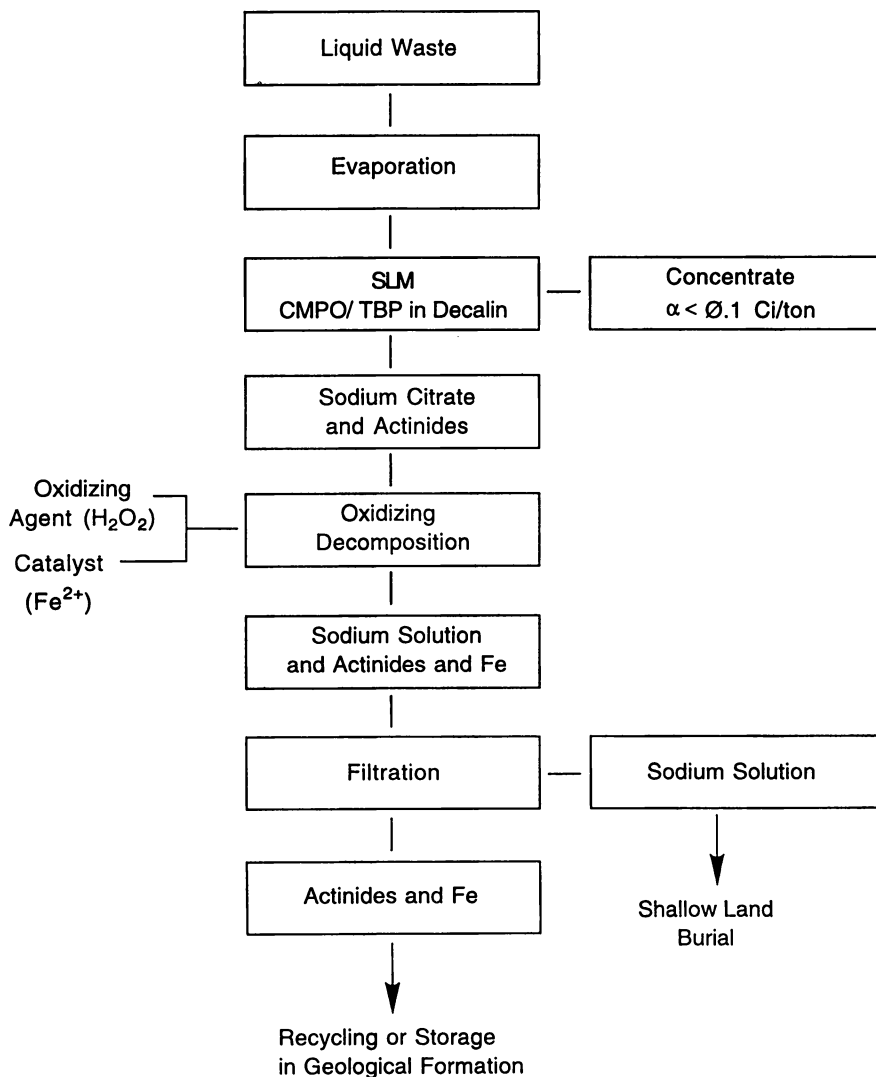 Liquid Waste
Evaporation
SLM
CMPO/ TBP in Decalin
Concentrate
α < Ø.1 Ci/ton
Sodium Citrate
and Actinides
Oxidizing
Agent (H₂O₂)
Catalyst
(Fe²⁺)
Oxidizing
Decomposition
Sodium Solution
and Actinides and Fe
Filtration
Sodium Solution
Actinides and Fe
Shallow Land
Burial
Recycling or Storage
in Geological Formation